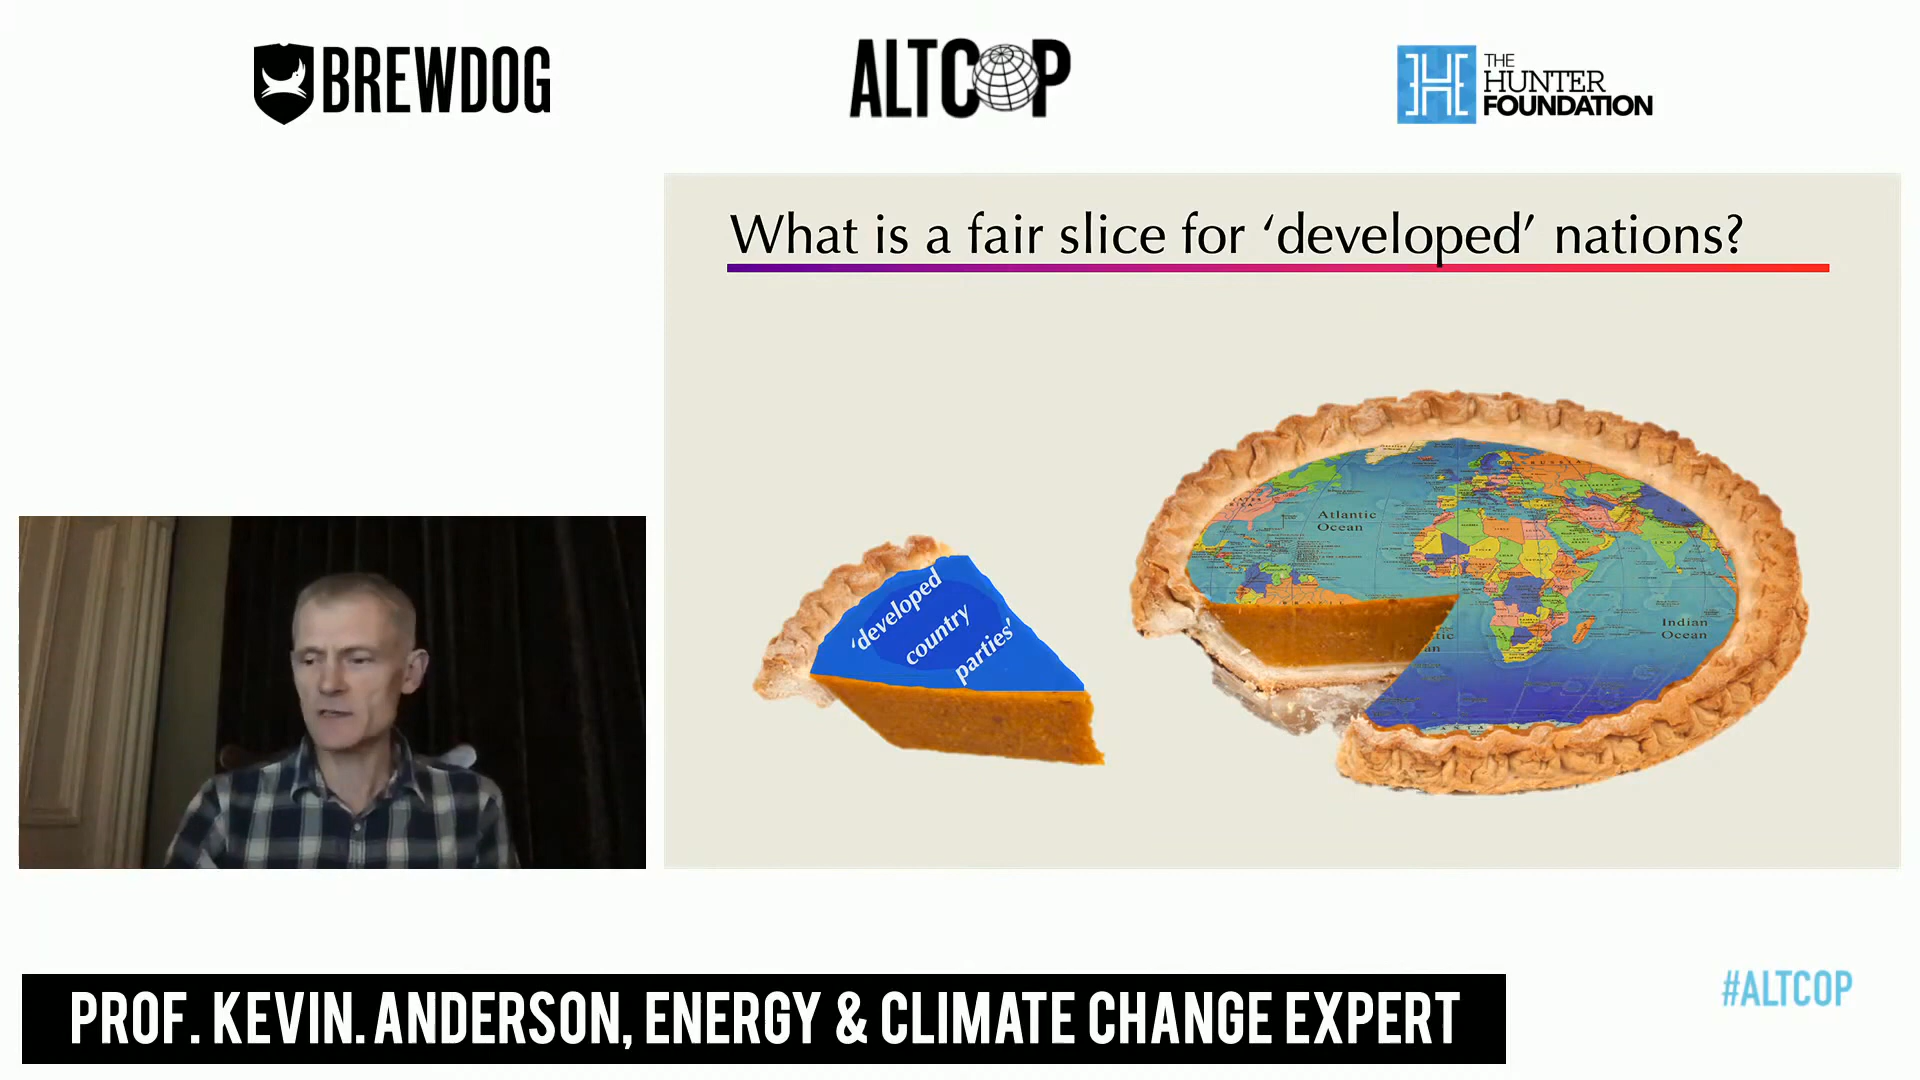 BREWDOG
ALTCOP
THE
HUNTER
FOUNDATION
What is a fair slice for ‘developed’ nations?
‘developed
country
parties’
Atlantic
Ocean
Indian
Ocean
#ALTCOP
PROF. KEVIN. ANDERSON, ENERGY & CLIMATE CHANGE EXPERT